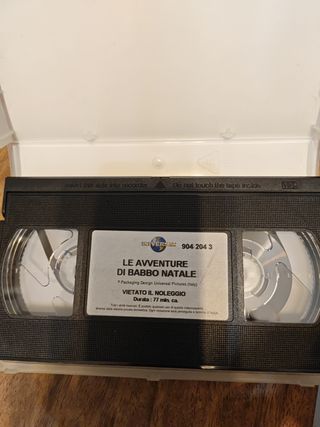 Insert this side into recorder Do not touch the tape inside VHS
UNIVERSAL 904 204 3
LE AVVENTURE
DI BABBO NATALE
Packaging Design Universal Pictures (Italy)
VIETATO IL NOLEGGIO
Durata : 77 min. ca.